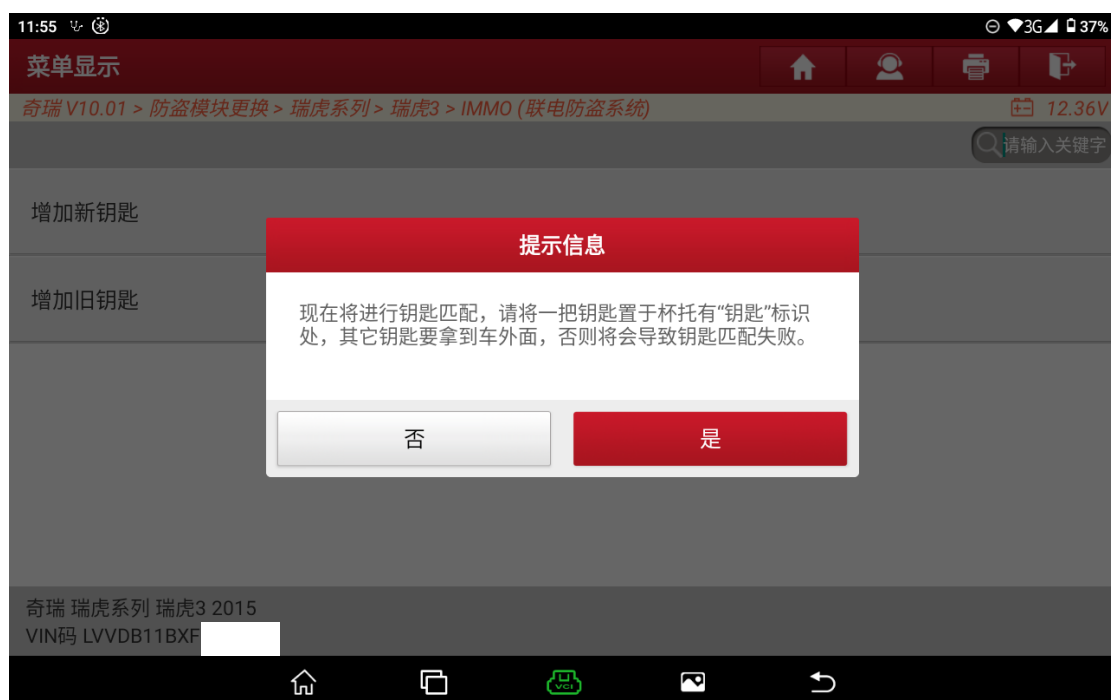 11:55
3G 37%
菜单显示
奇瑞 V10.01 > 防盗模块更换 > 瑞虎系列 > 瑞虎3 > IMMO (联电防盗系统)
12.36V
请输入关键字
增加新钥匙
提示信息
增加旧钥匙
现在将进行钥匙匹配，请将一把钥匙置于杯托有“钥匙”标识
处，其它钥匙要拿到车外面，否则将会导致钥匙匹配失败。
否
是
奇瑞 瑞虎系列 瑞虎3 2015
VIN码 LVVDB11BXF
VCI